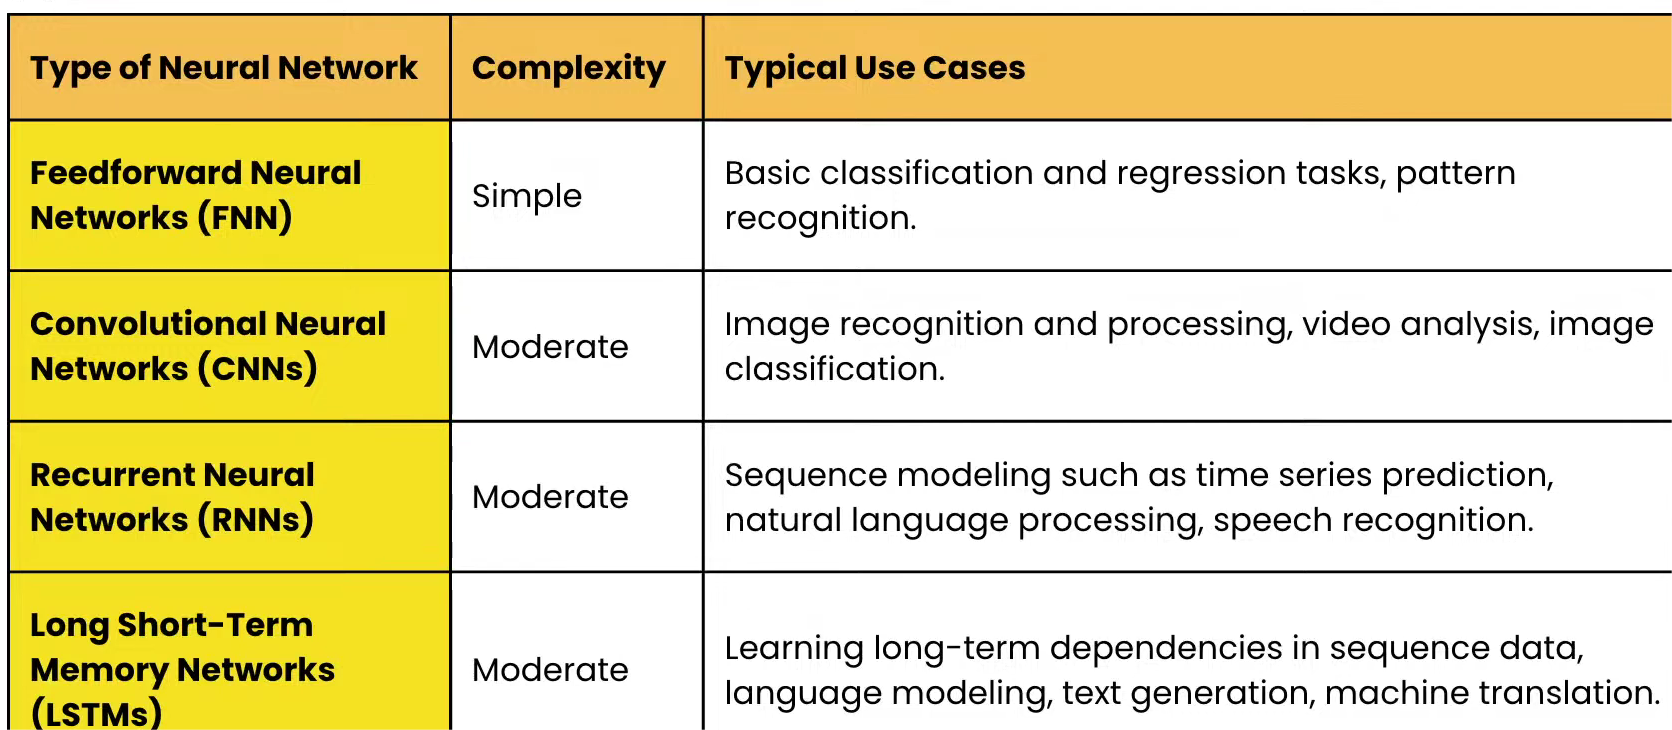 Type of Neural Network
Complexity
Typical Use Cases
Feedforward Neural
Networks (FNN)
Simple
Basic classification and regression tasks, pattern
recognition.
Convolutional Neural
Networks (CNNs)
Moderate
Image recognition and processing, video analysis, image
classification.
Recurrent Neural
Networks (RNNs)
Moderate
Sequence modeling such as time series prediction,
natural language processing, speech recognition.
Long Short-Term
Memory Networks
(LSTMs)
Moderate
Learning long-term dependencies in sequence data,
language modeling, text generation, machine translation.